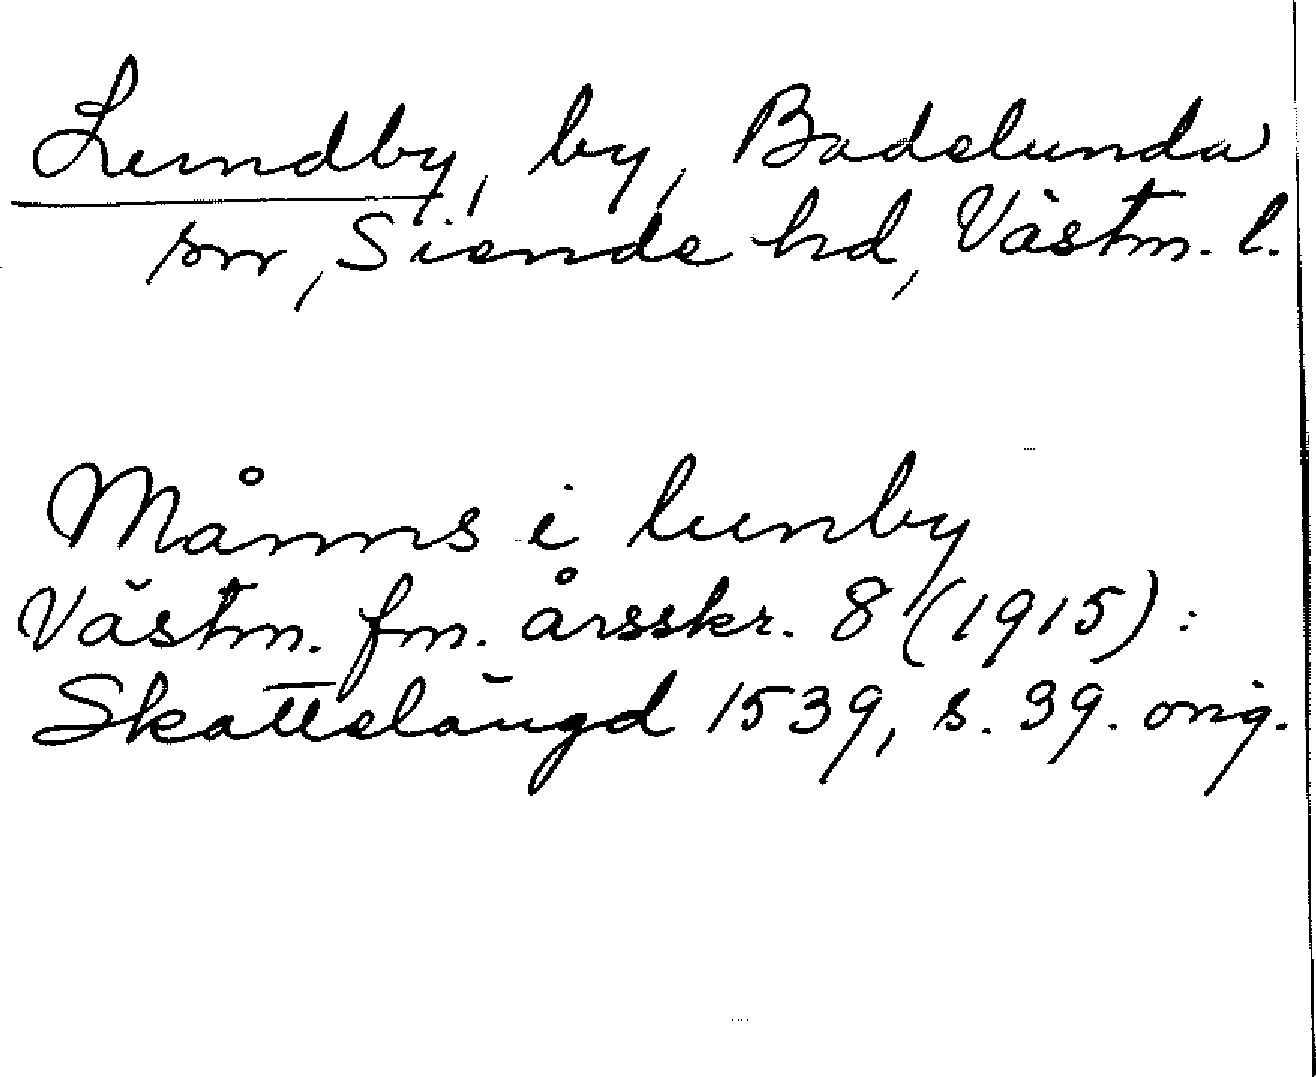 Lundby, by, Badelunda
sn, Siende hd, Västm. l.
Måns i lunby
Västm. fm. årsskr. 8 (1915):
Skattelängd 1539, s. 39. orig.